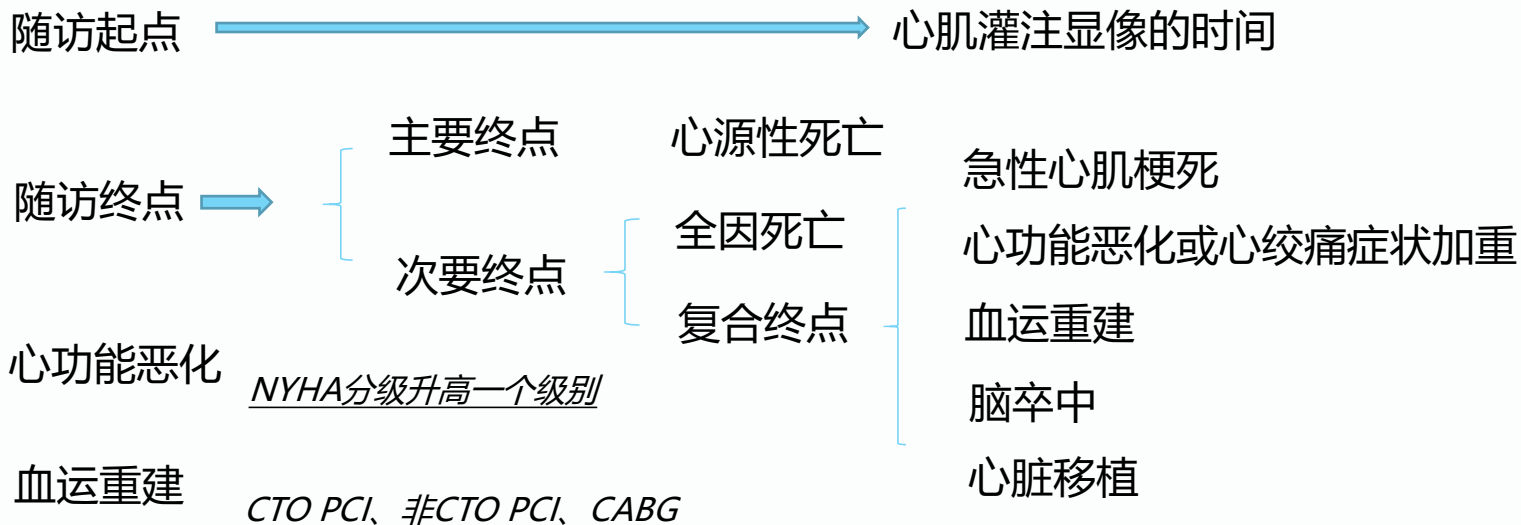 随访起点
心肌灌注显像的时间
主要终点
心源性死亡
急性心肌梗死
随访终点
全因死亡
心功能恶化或心绞痛症状加重
次要终点
复合终点
血运重建
心功能恶化
NYHA分级升高一个级别
脑卒中
血运重建
CTO PCI、非CTO PCI、CABG
心脏移植